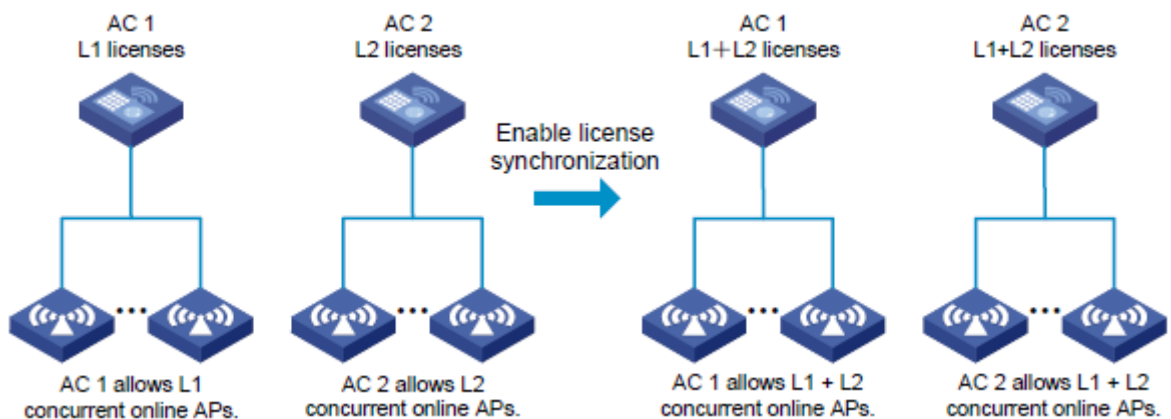 AC 1
L1 licenses
AC 2
L2 licenses
Enable license
synchronization
AC 1
L1+L2 licenses
AC 2
L1+L2 licenses
AC 1 allows L1
concurrent online APs.
AC 2 allows L2
concurrent online APs.
AC 1 allows L1 + L2
concurrent online APs.
AC 2 allows L1 + L2
concurrent online APs.